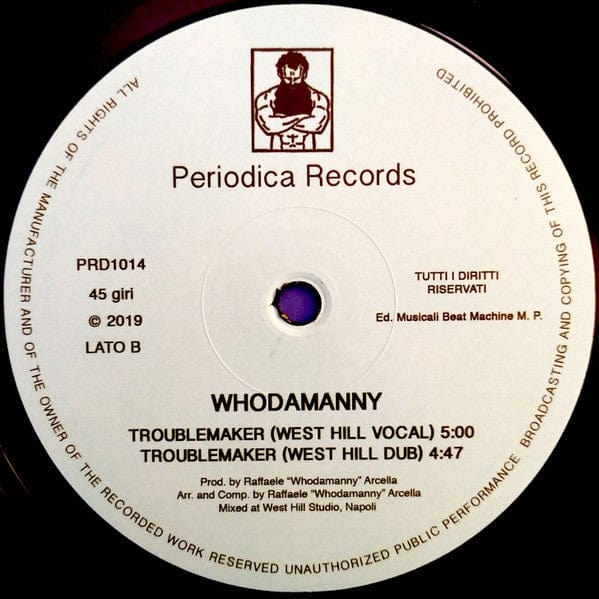 Periodica Records
PRD1014
45 giri
© 2019
LATO B
TUTTI I DIRITTI
RISERVATI
Ed. Musicali Beat Machine M. P.
WHODAMANNY
TROUBLEMAKER (WEST HILL VOCAL) 5:00
TROUBLEMAKER (WEST HILL DUB) 4:47
Prod. by Raffaele “Whodamanny” Arcella
Arr. and Comp. by Raffaele “Whodamanny” Arcella
Mixed at West Hill Studio, Napoli
ALL RIGHTS OF THE MANUFACTURER AND OF THE OWNER OF THE RECORDED WORK RESERVED UNAUTHORIZED PUBLIC PERFORMANCE BROADCASTING AND COPYING OF THIS RECORD PROHIBITED